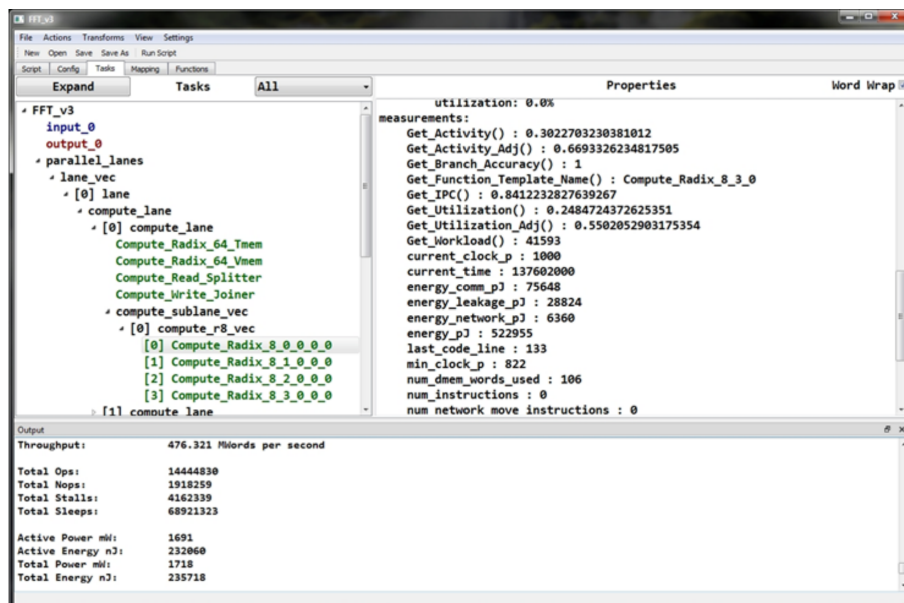 FFT_v3
File Actions Transforms View Settings
New Open Save Save As Run Script
Script Config Tasks Mapping Functions
Expand Tasks All
FFT_v3
input_0
output_0
parallel_lanes
lane_vec
[0] lane
compute_lane
[0] compute_lane
Compute_Radix_64_Tmem
Compute_Radix_64_Vmem
Compute_Read_Splitter
Compute_Write_Joiner
compute_sublane_vec
[0] compute_r8_vec
[0] Compute_Radix_8_0_0_0_0
[1] Compute_Radix_8_1_0_0_0
[2] Compute_Radix_8_2_0_0_0
[3] Compute_Radix_8_3_0_0_0
[1] compute_lane
Properties Word Wrap
utilization: 0.0%
measurements:
Get_Activity() : 0.3022703230381012
Get_Activity_Adj() : 0.6693326234817505
Get_Branch_Accuracy() : 1
Get_Function_Template_Name() : Compute_Radix_8_3_0
Get_IPC() : 0.8412232827639267
Get_Utilization() : 0.2484724372625351
Get_Utilization_Adj() : 0.5502052903175354
Get_Workload() : 41593
current_clock_p : 1000
current_time : 137602000
energy_comm_pJ : 75648
energy_leakage_pJ : 28824
energy_network_pJ : 6360
energy_pJ : 522955
last_code_line : 133
min_clock_p : 822
num_dmem_words_used : 106
num_instructions : 0
num network move instructions : 0
Output
Throughput: 476.321 MWords per second
Total Ops: 14444830
Total Nops: 1918259
Total Stalls: 4162339
Total Sleeps: 68921323
Active Power mW: 1691
Active Energy nJ: 232060
Total Power mW: 1718
Total Energy nJ: 235718